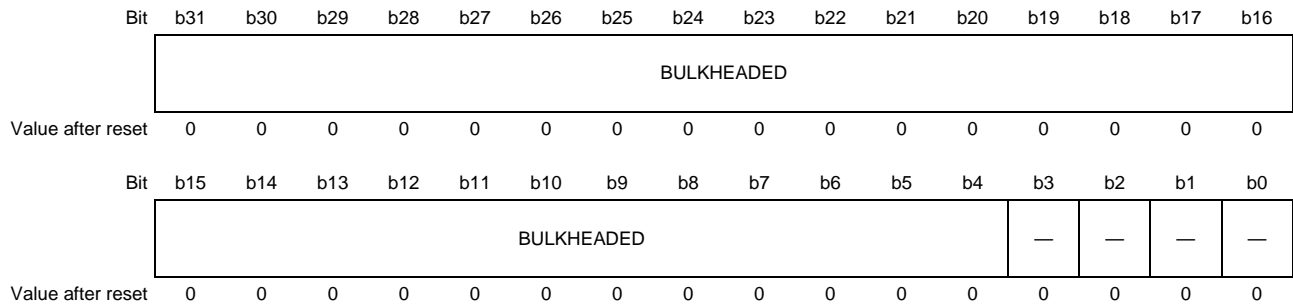 Bit b31 b30 b29 b28 b27 b26 b25 b24 b23 b22 b21 b20 b19 b18 b17 b16
BULKHEADED
Value after reset 0 0 0 0 0 0 0 0 0 0 0 0 0 0 0 0
Bit b15 b14 b13 b12 b11 b10 b9 b8 b7 b6 b5 b4 b3 b2 b1 b0
BULKHEADED — — — —
Value after reset 0 0 0 0 0 0 0 0 0 0 0 0 0 0 0 0